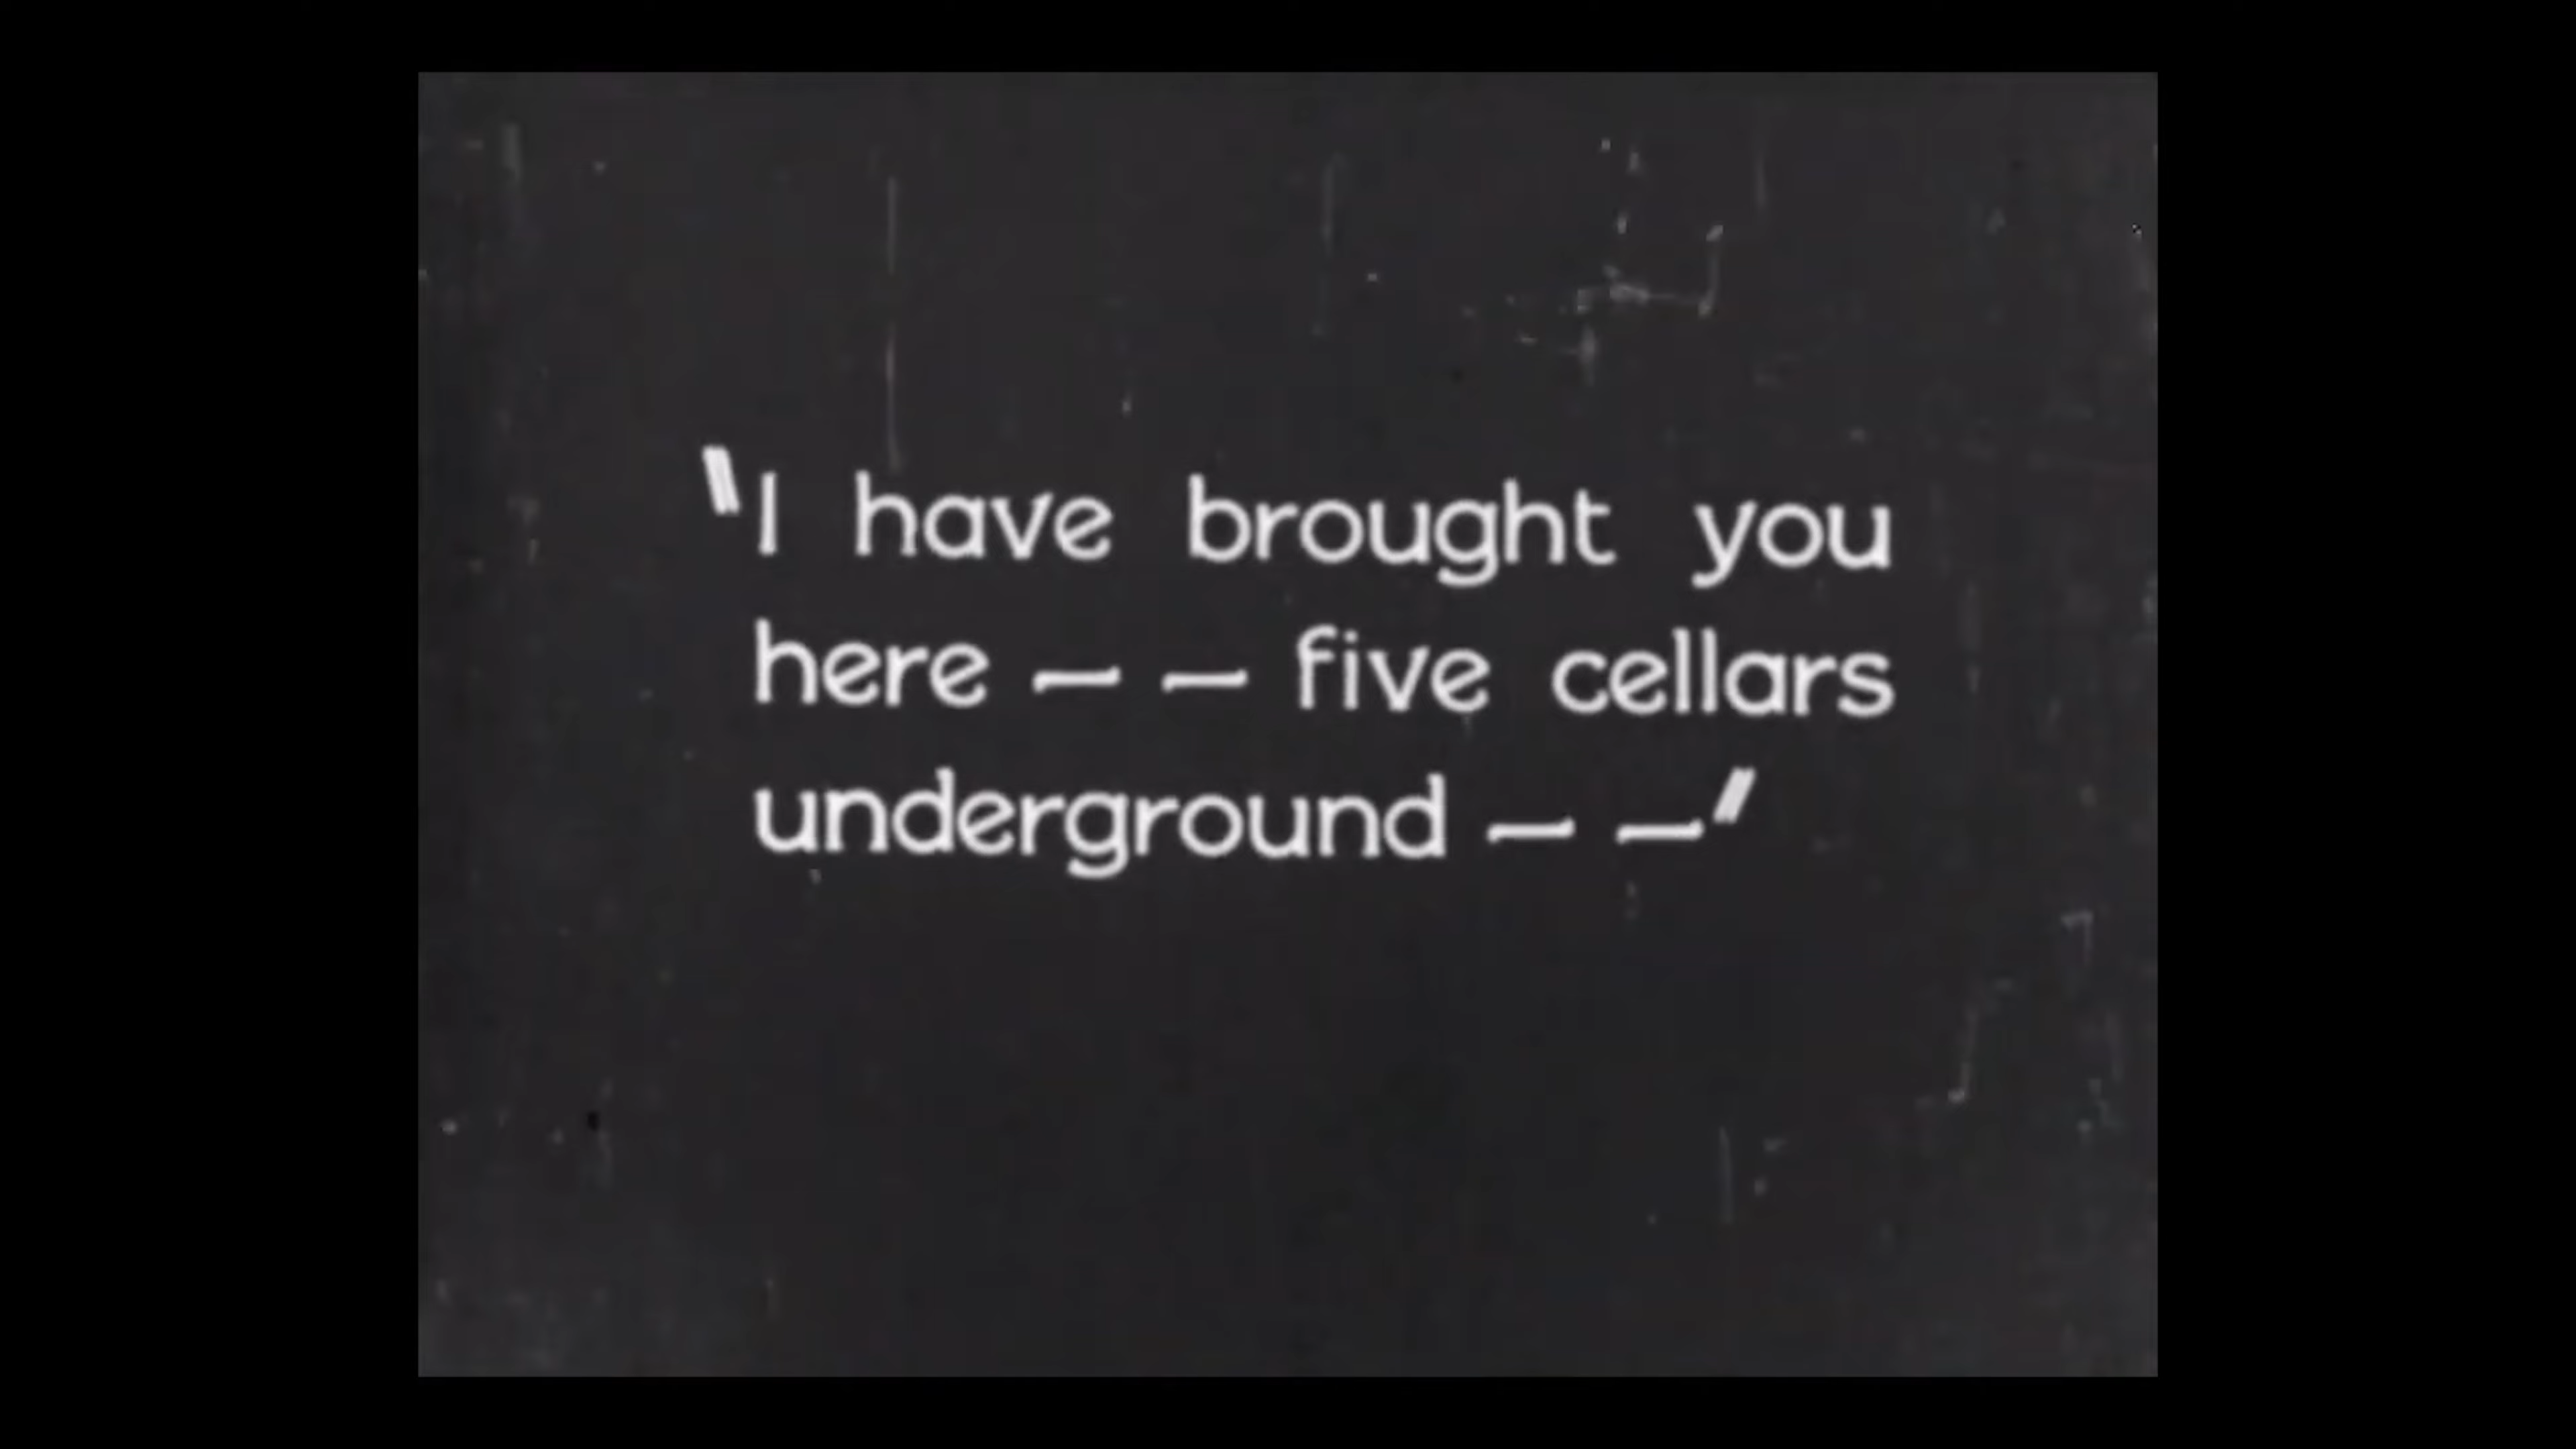 "I have brought you
here — — five cellars
underground — —"